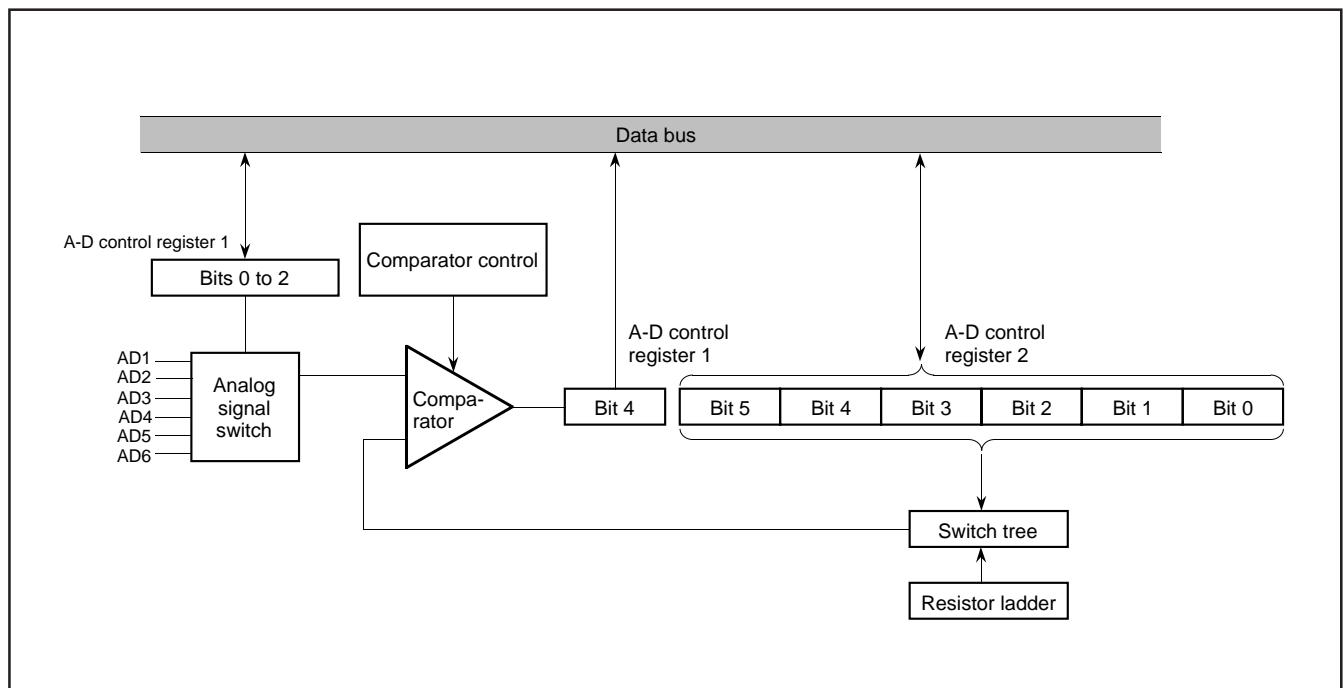 Data bus
A-D control register 1
Bits 0 to 2
Comparator control
A-D control
register 1
A-D control
register 2
AD1
AD2
AD3
AD4
AD5
AD6
Analog
signal
switch
Compa-
rator
Bit 4
Bit 5
Bit 4
Bit 3
Bit 2
Bit 1
Bit 0
Switch tree
Resistor ladder